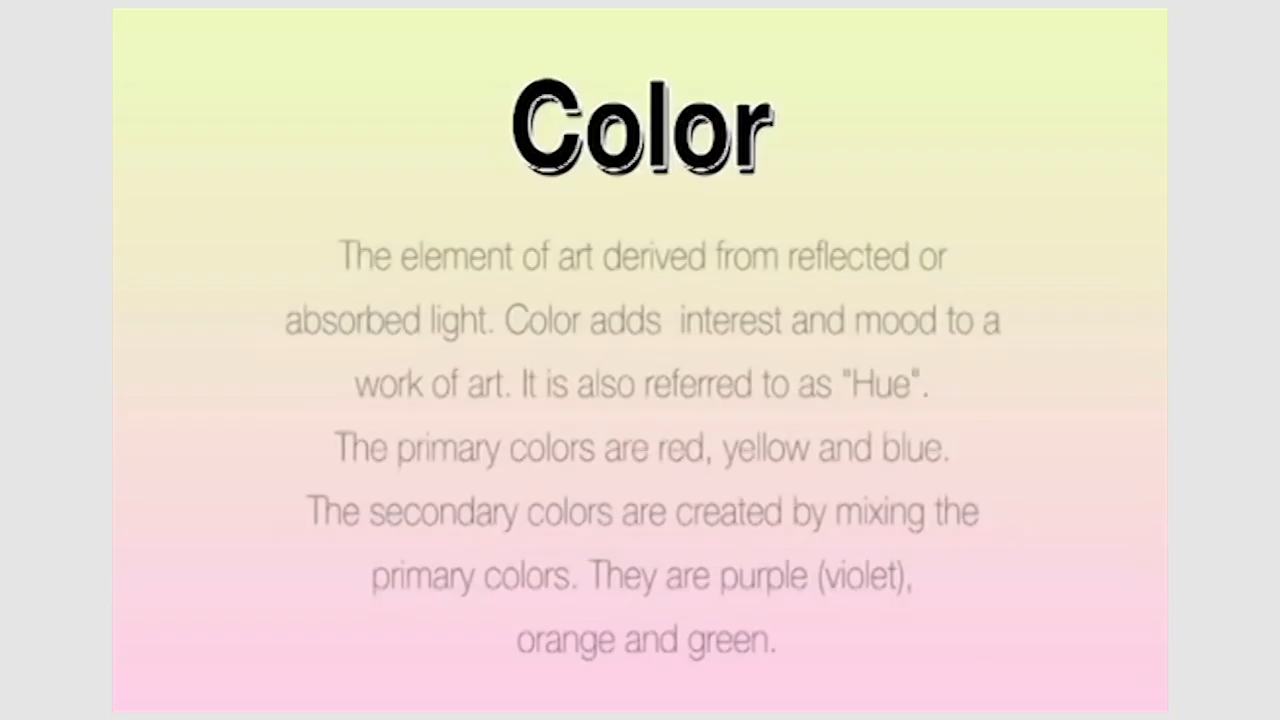 Color
The element of art derived from reflected or
absorbed light. Color adds  interest and mood to a
work of art. It is also referred to as "Hue".
The primary colors are red, yellow and blue.
The secondary colors are created by mixing the
primary colors. They are purple (violet),
orange and green.